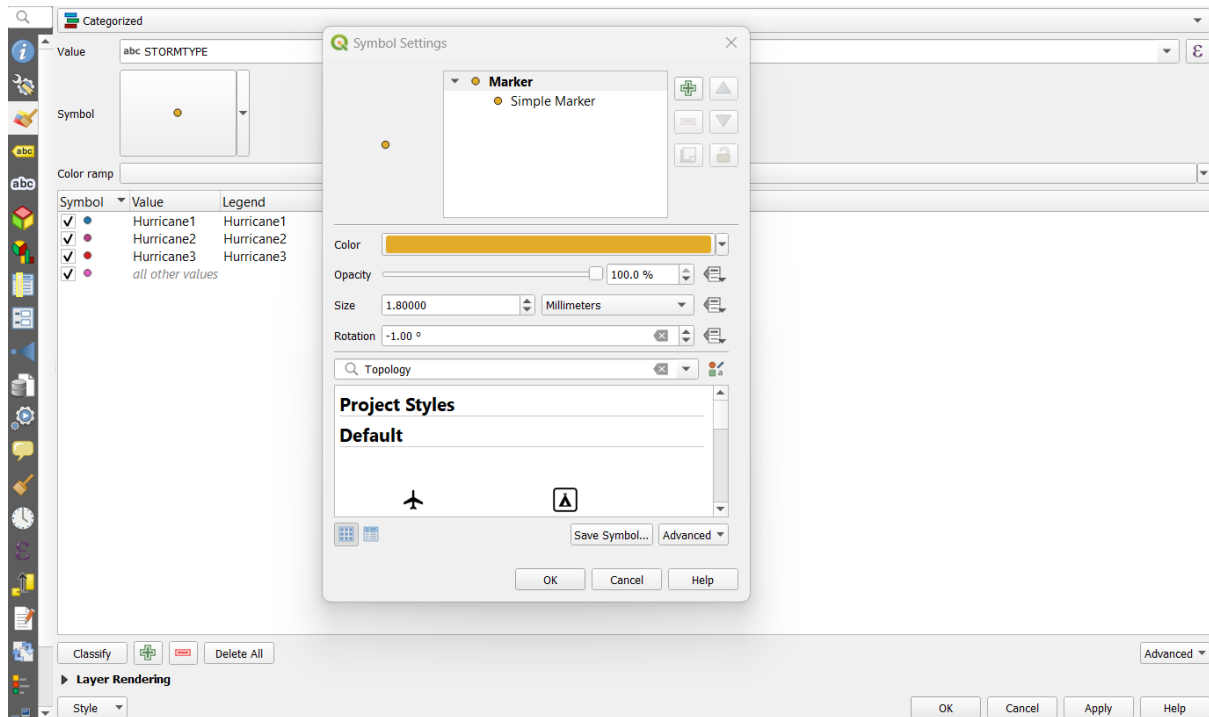 Categorized
Symbol Settings
Value abc STORMTYPE ε
Marker
Simple Marker
Symbol
abc
abc
Color ramp
Symbol Value Legend
Hurricane1 Hurricane1
Hurricane2 Hurricane2
Hurricane3 Hurricane3
all other values
Color
Opacity 100.0 %
Size 1.80000 Millimeters
Rotation -1.00 °
Topology
Project Styles
Default
Save Symbol... Advanced
OK Cancel Help
Classify Delete All Advanced
Layer Rendering
Style OK Cancel Apply Help